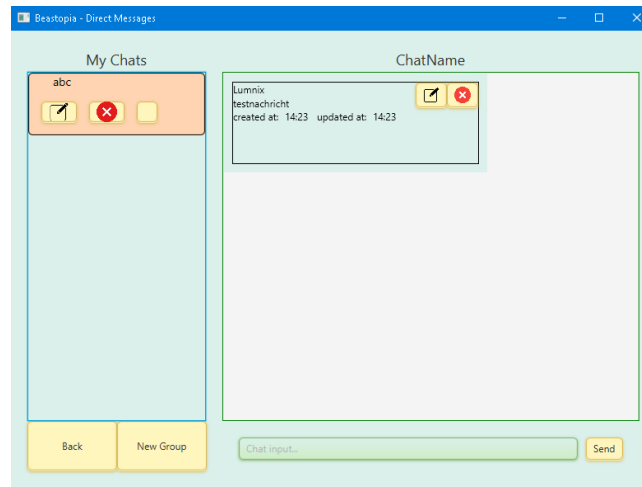 Beastopia - Direct Messages
My Chats
ChatName
abc
Lumnix
testnachricht
created at: 14:23 updated at: 14:23
Back
New Group
Chat input...
Send